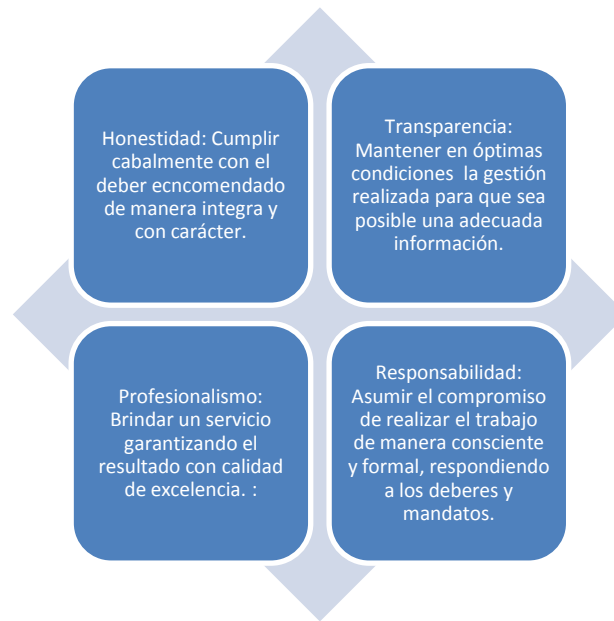 Honestidad: Cumplir
cabalmente con el
deber ecncomendado
de manera integra y
con carácter.
Transparencia:
Mantener en óptimas
condiciones la gestión
realizada para que sea
posible una adecuada
información.
Profesionalismo:
Brindar un servicio
garantizando el
resultado con calidad
de excelencia. :
Responsabilidad:
Asumir el compromiso
de realizar el trabajo
de manera consciente
y formal, respondiendo
a los deberes y
mandatos.